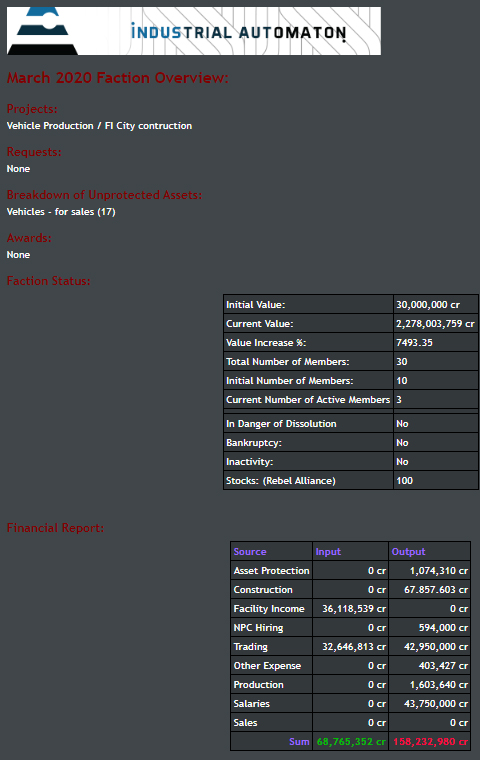 INDUSTRIAL AUTOMATON
March 2020 Faction Overview:
Projects:
Vehicle Production / FI City contruction
Requests:
None
Breakdown of Unprotected Assets:
Vehicles - for sales (17)
Awards:
None
Faction Status:
Initial Value: 30,000,000 cr
Current Value: 2,278,003,759 cr
Value Increase %: 7493.35
Total Number of Members: 30
Initial Number of Members: 10
Current Number of Active Members 3
In Danger of Dissolution No
Bankruptcy: No
Inactivity: No
Stocks: (Rebel Alliance) 100
Financial Report:
Source Input Output
Asset Protection 0 cr 1,074,310 cr
Construction 0 cr 67.857.603 cr
Facility Income 36,118,539 cr 0 cr
NPC Hiring 0 cr 594,000 cr
Trading 32,646,813 cr 42,950,000 cr
Other Expense 0 cr 403,427 cr
Production 0 cr 1,603,640 cr
Salaries 0 cr 43,750,000 cr
Sales 0 cr 0 cr
Sum 68,765,352 cr 158,232,980 cr